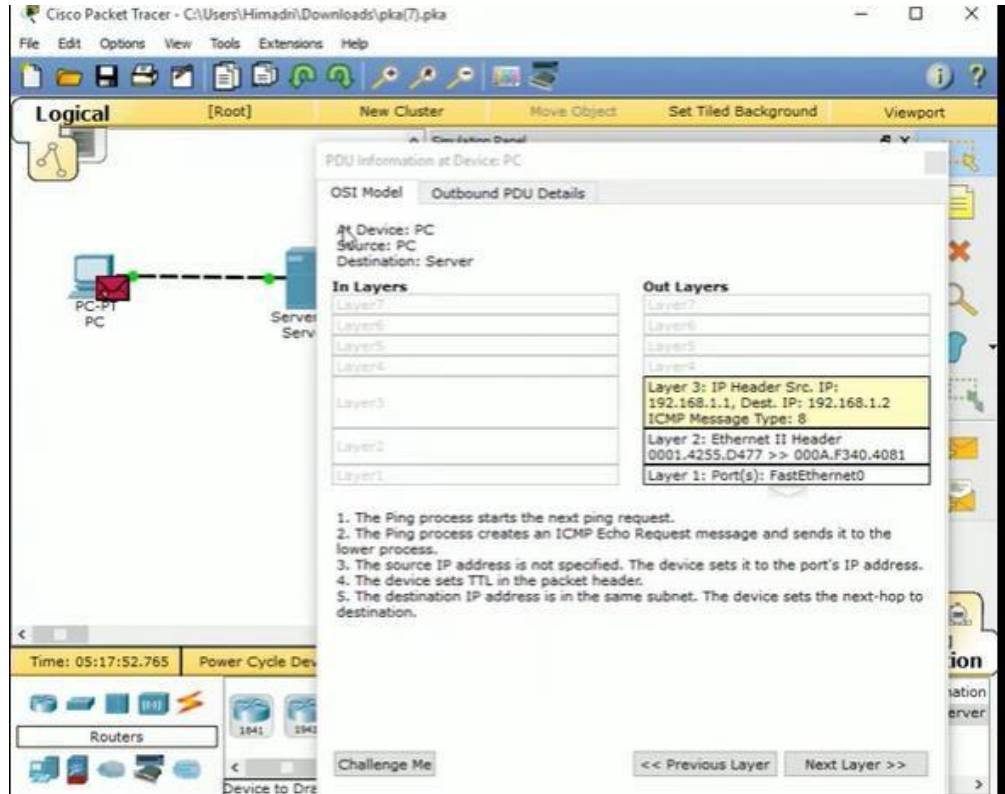 Cisco Packet Tracer - C:\Users\Himadri\Downloads\pka(7).pka
File Edit Options View Tools Extensions Help
Logical [Root] New Cluster Move Object Set Tiled Background Viewport
Simulation Panel
PDU Information at Device: PC
OSI Model Outbound PDU Details
At Device: PC
Source: PC
Destination: Server
In Layers Out Layers
Layer7 Layer7
Layer6 Layer6
Layer5 Layer5
Layer4 Layer4
Layer3
Layer 3: IP Header Src. IP:
192.168.1.1, Dest. IP: 192.168.1.2
ICMP Message Type: 8
Layer2
Layer 2: Ethernet II Header
0001.4255.D477 >> 000A.F340.4081
Layer1 Layer 1: Port(s): FastEthernet0
PC-PT
PC
Server
Serv
1. The Ping process starts the next ping request.
2. The Ping process creates an ICMP Echo Request message and sends it to the
lower process.
3. The source IP address is not specified. The device sets it to the port's IP address.
4. The device sets TTL in the packet header.
5. The destination IP address is in the same subnet. The device sets the next-hop to
destination.
Time: 05:17:52.765 Power Cycle Dev
ion
ation
erver
Routers
1841 1941
Device to Dra
Challenge Me << Previous Layer Next Layer >>